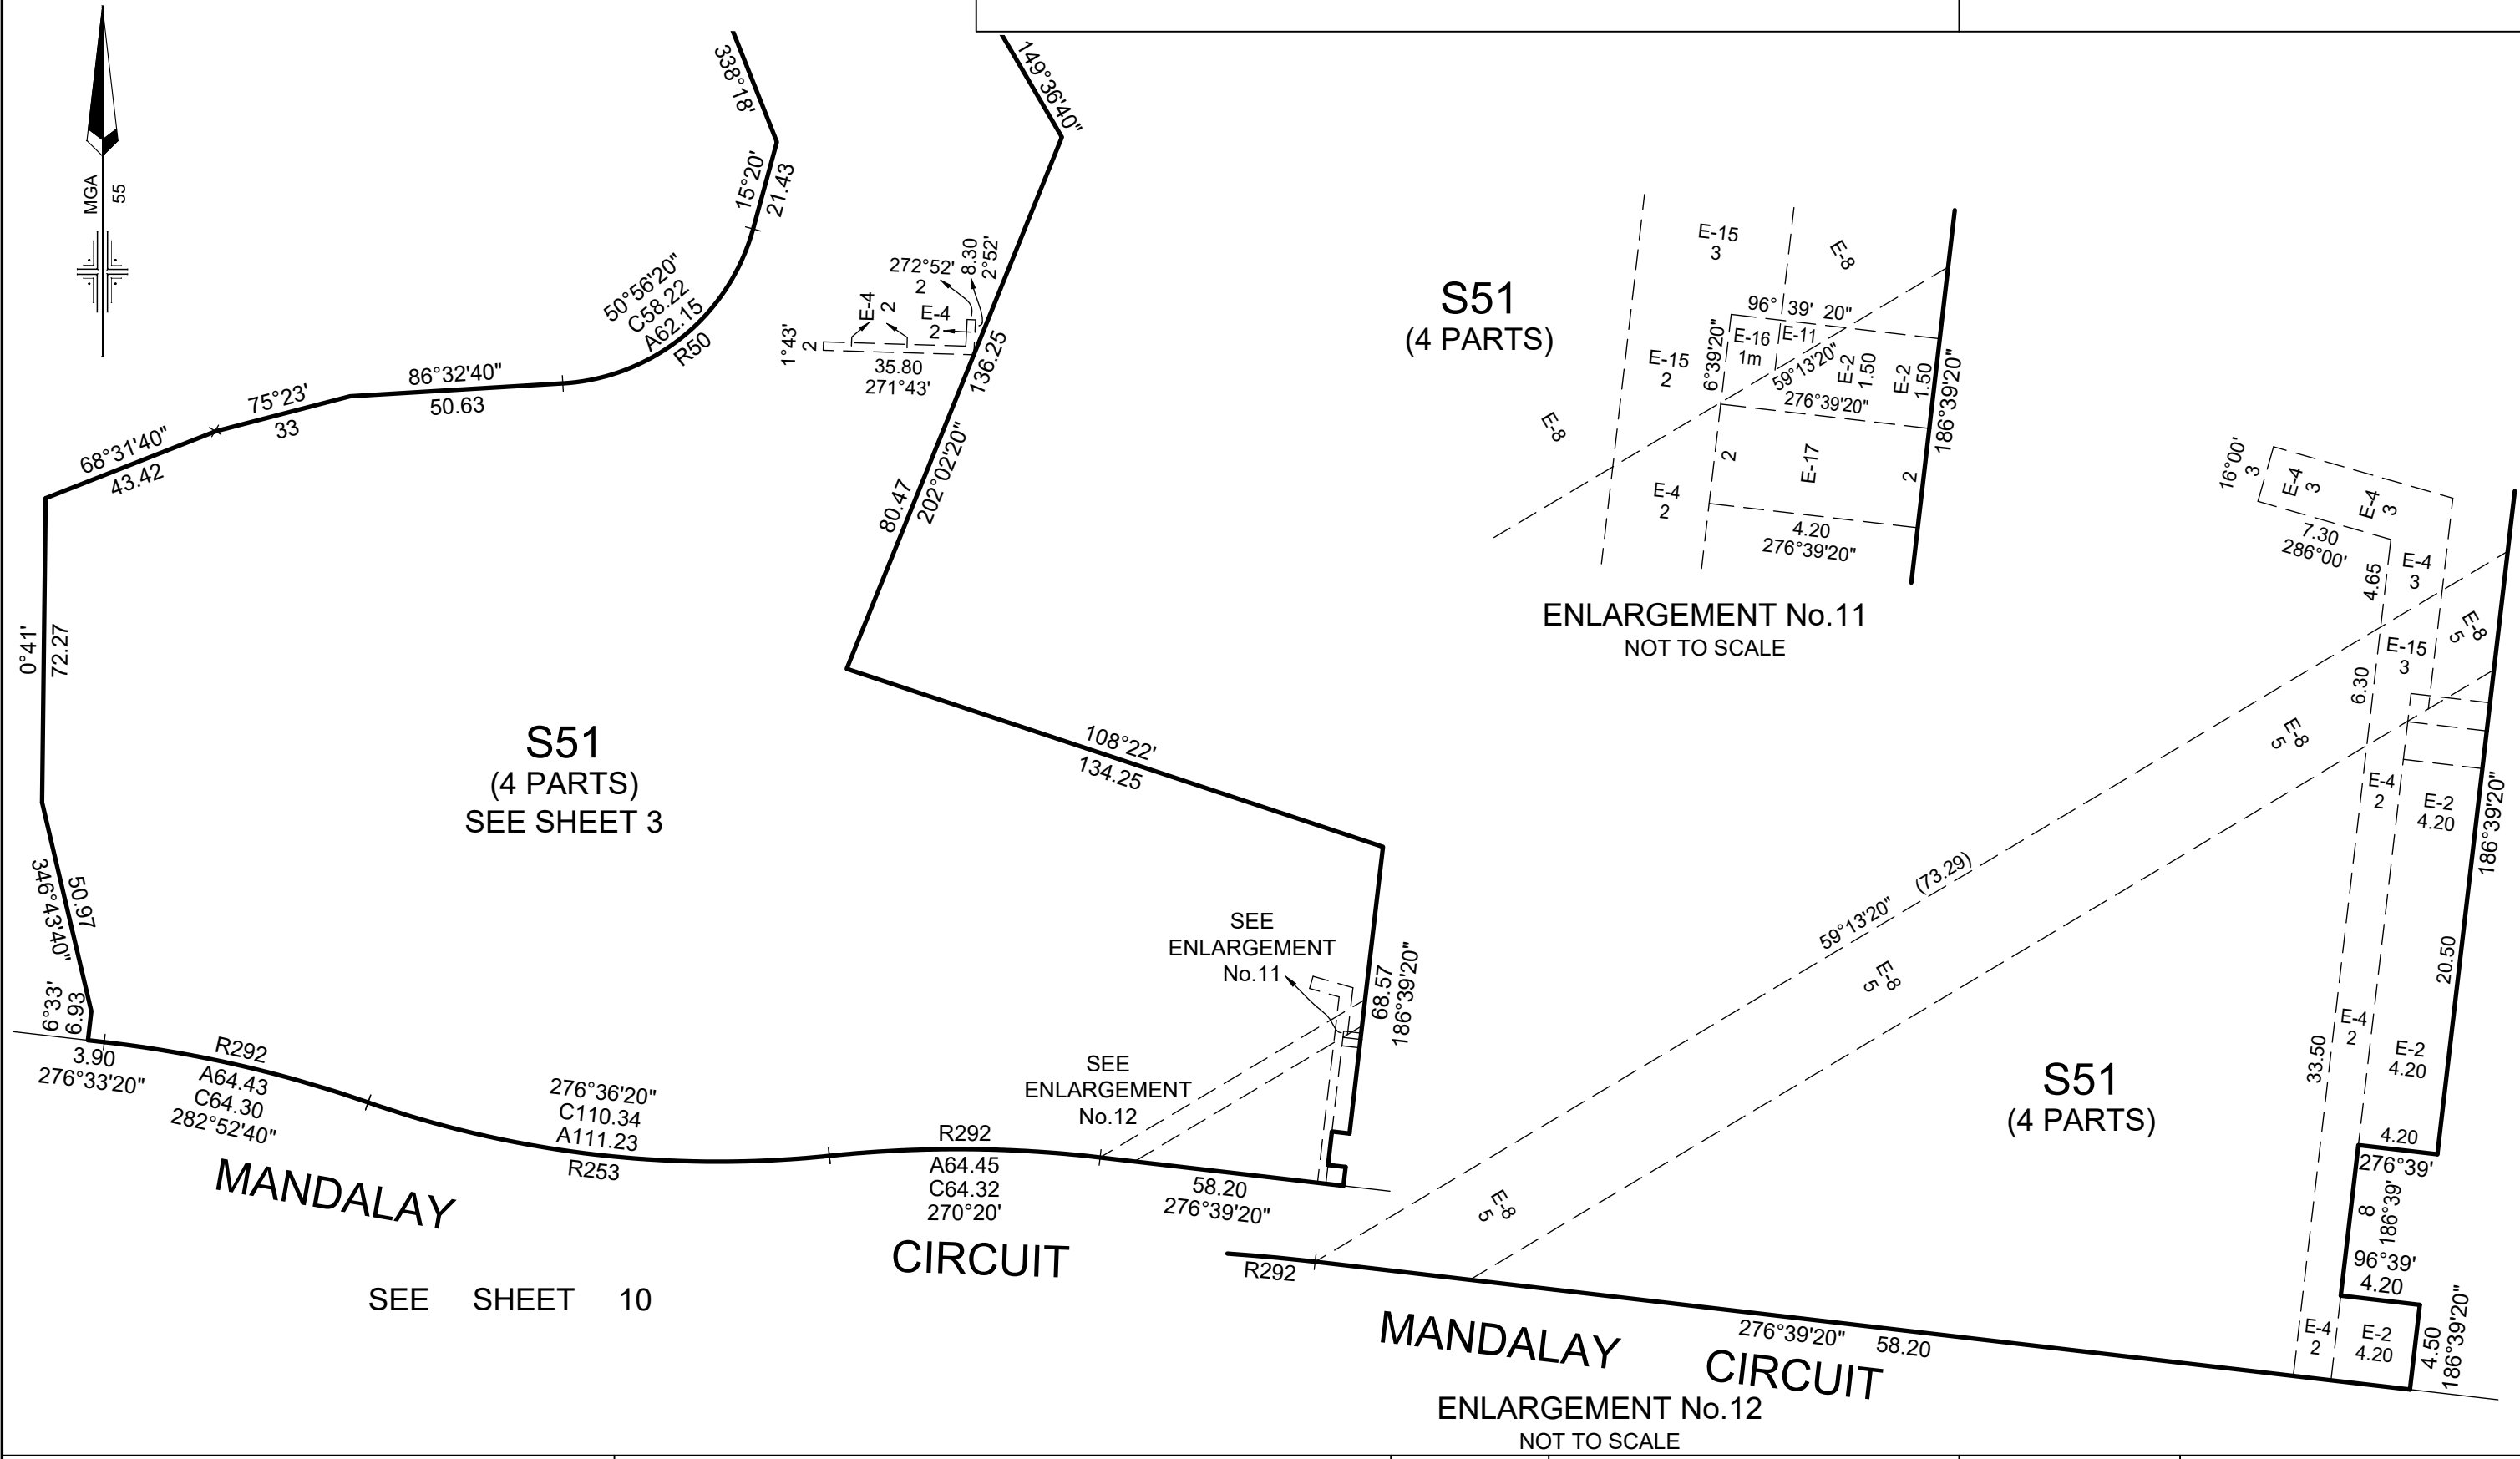 MGA
55
338°18'
15°20'
21.43
50°56'20"
C58.22
A62.15
R50
86°32'40"
50.63
75°23'
33
68°31'40"
43.42
0°41'
72.27
346°43'40"
50.97
6°33'
6.93
3.90
276°33'20"
R292
A64.43
C64.30
282°52'40"
276°36'20"
C110.34
A111.23
R253
R292
A64.45
C64.32
270°20'
58.20
276°39'20"
MANDALAY
CIRCUIT
SEE SHEET 10
S51
(4 PARTS)
SEE SHEET 3
149°36'40"
136.25
80.47
202°02'20"
108°22'
134.25
68.57
186°39'20"
1°43'
2
E-4
2
E-4
2
272°52'
2
8.30
2°52'
35.80
271°43'
SEE
ENLARGEMENT
No.11
SEE
ENLARGEMENT
No.12
S51
(4 PARTS)
E-15
3
E-8
96° 39' 20"
E-16
1m
E-11
6°39'20"
59°13'20"
E-15
2
E-2
1.50
E-2
1.50
276°39'20"
186°39'20"
E-8
2
E-17
2
E-4
2
4.20
276°39'20"
ENLARGEMENT No.11
NOT TO SCALE
16°00'
3
E-4
3
E-4
3
7.30
286°00'
4.65
E-4
3
E-8
5
E-15
3
6.30
E-8
5
E-4
2
E-2
4.20
186°39'20"
59°13'20"
(73.29)
E-8
5
20.50
E-4
2
E-2
4.20
33.50
S51
(4 PARTS)
4.20
276°39'
8
186°39'
96°39'
4.20
E-8
5
R292
E-4
2
E-2
4.20
4.50
186°39'20"
276°39'20"
58.20
MANDALAY
CIRCUIT
ENLARGEMENT No.12
NOT TO SCALE